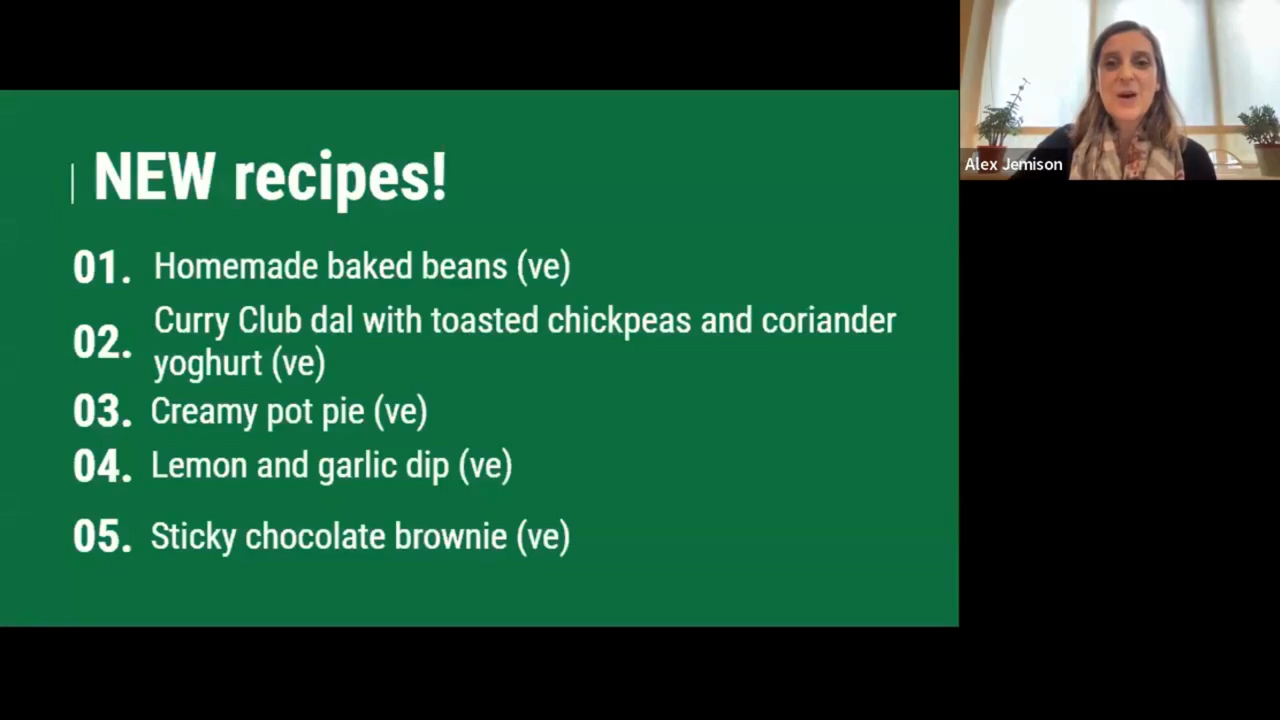 NEW recipes!
01. Homemade baked beans (ve)
02. Curry Club dal with toasted chickpeas and coriander
yoghurt (ve)
03. Creamy pot pie (ve)
04. Lemon and garlic dip (ve)
05. Sticky chocolate brownie (ve)
Alex Jemison